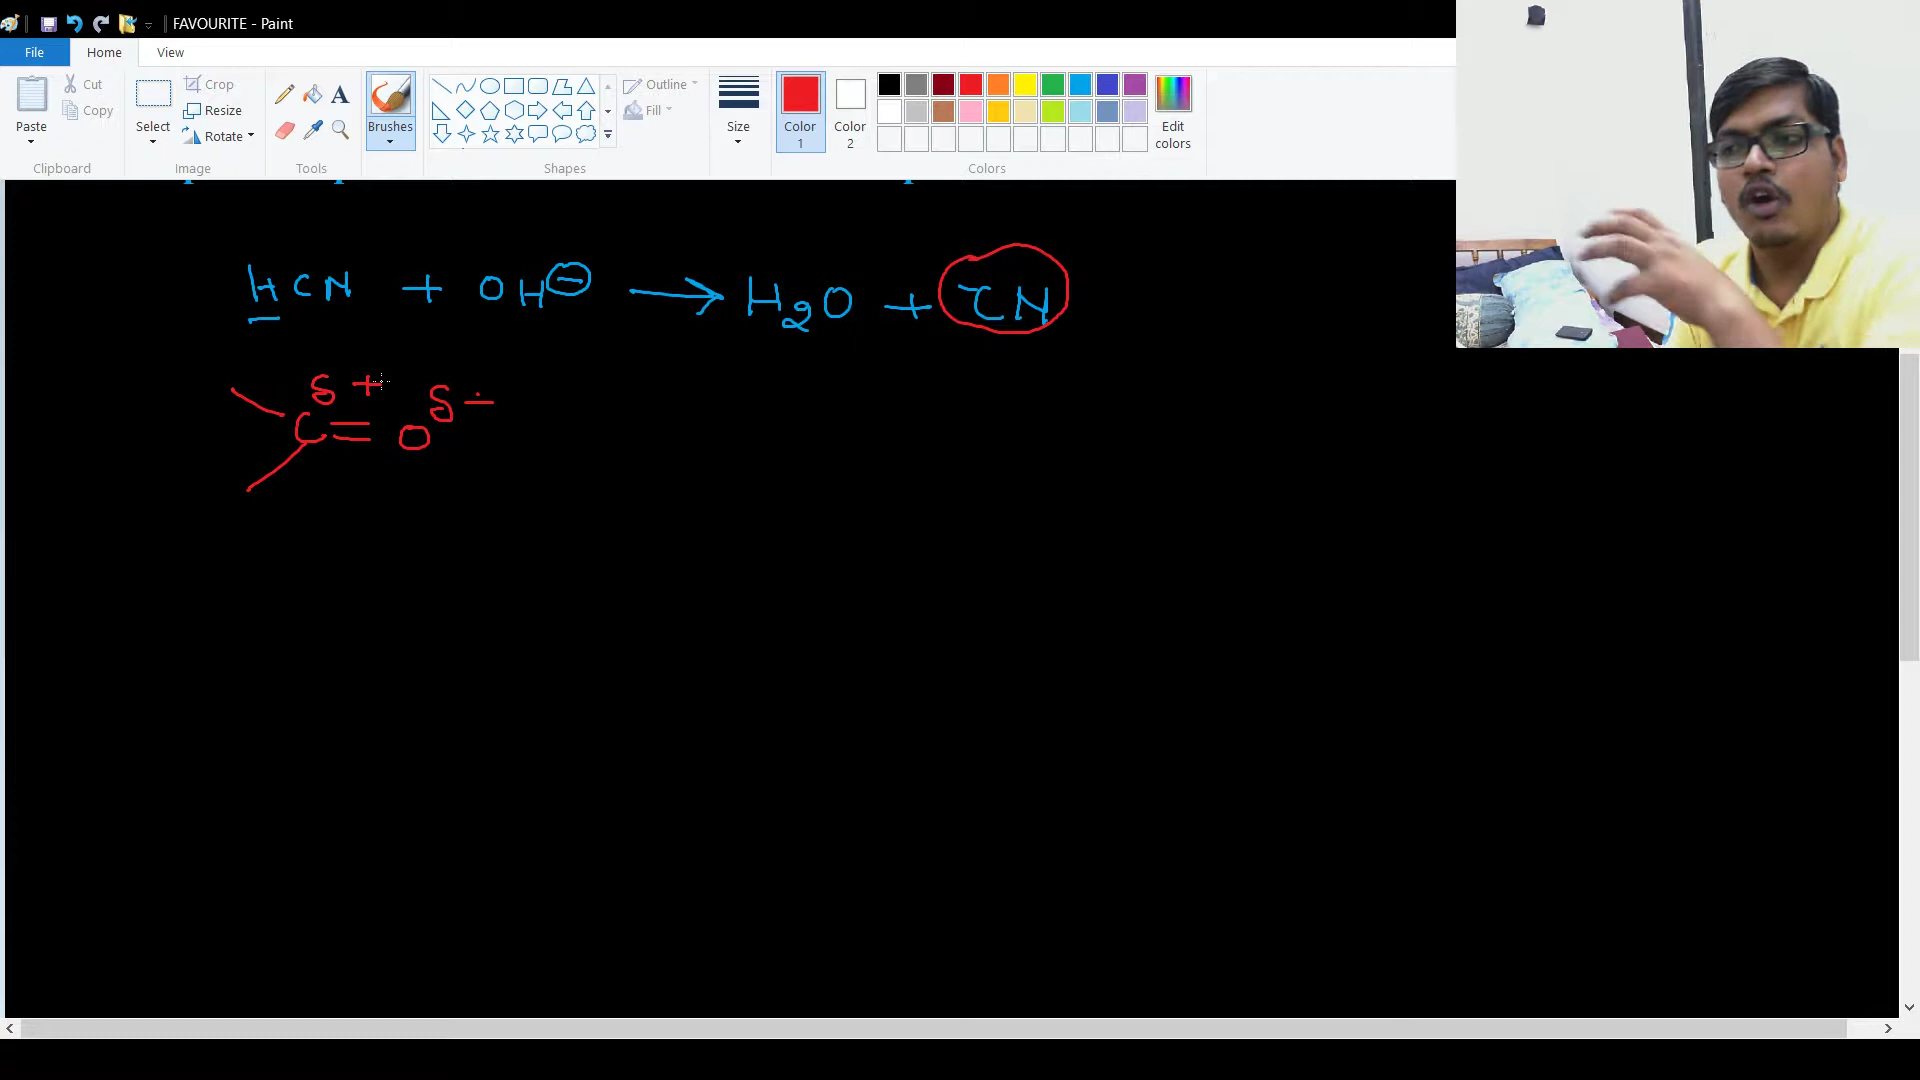 FAVOURITE - Paint
File Home View
Paste Cut Copy Clipboard
Select Crop Resize Rotate Image
Tools
Brushes
Shapes
Outline Fill
Size
Color 1 Color 2
Edit colors
Colors
HCN + OH⊖ → H2O + ⁻CN
δ+ δ-
C=O